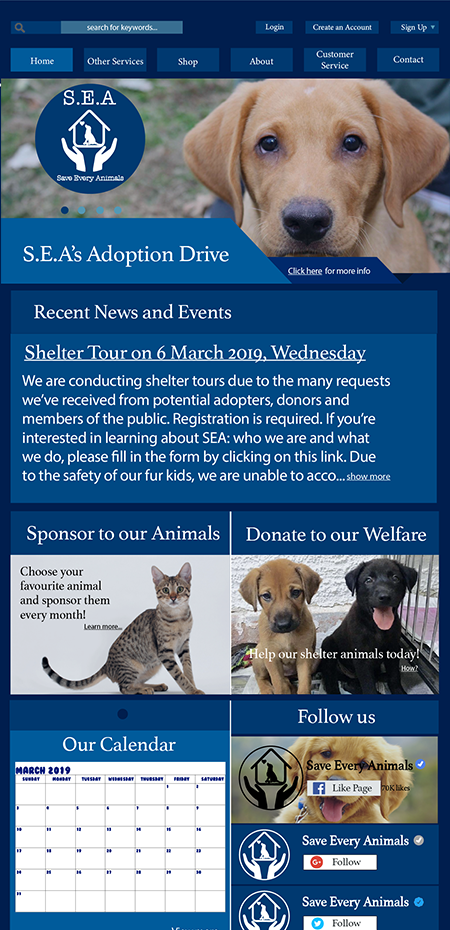 search for keywords...
Login
Create an Account
Sign Up
Home
Other Services
Shop
About
Customer
Service
Contact
S.E.A
Save Every Animals
S.E.A's Adoption Drive
Click here for more info
Recent News and Events
Shelter Tour on 6 March 2019, Wednesday
We are conducting shelter tours due to the many requests
we've received from potential adopters, donors and
members of the public. Registration is required. If you're
interested in learning about SEA: who we are and what
we do, please fill in the form by clicking on this link. Due
to the safety of our fur kids, we are unable to acco... show more
Sponsor to our Animals
Choose your
favourite animal
and sponsor them
every month!
Learn more...
Donate to our Welfare
Help our shelter animals today!
How?
Our Calendar
MARCH 2019
SUNDAY MONDAY TUESDAY WEDNESDAY THURSDAY FRIDAY SATURDAY
1 2
3 4 5 6 7 8 9
10 11 12 13 14 15 16
17 18 19 20 21 22 23
24 25 26 27 28 29 30
31
Follow us
Save Every Animals
Like Page
70K likes
Save Every Animals
G+ Follow
Save Every Animals
Follow